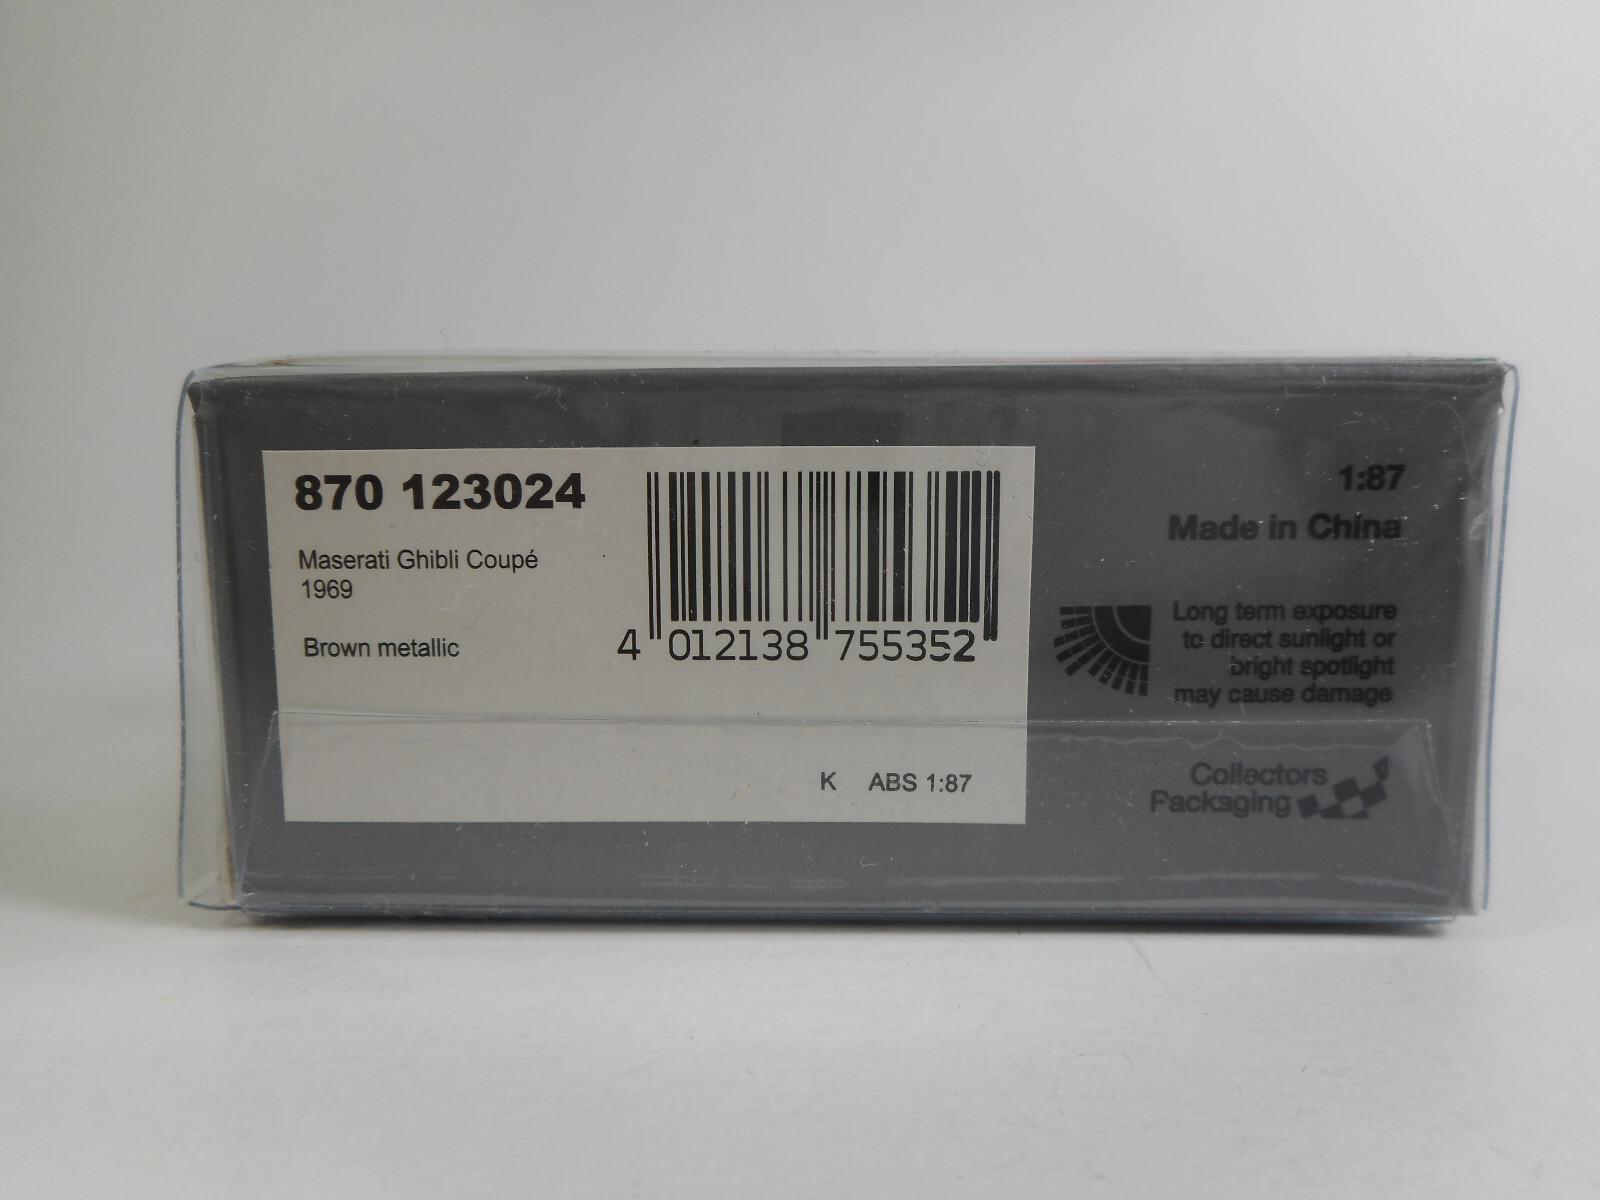 870 123024
Maserati Ghibli Coupé
1969
Brown metallic
4 012138 755352
K ABS 1:87
1:87
Made in China
Long term exposure
to direct sunlight or
bright spotlight
may cause damage
Collectors
Packaging